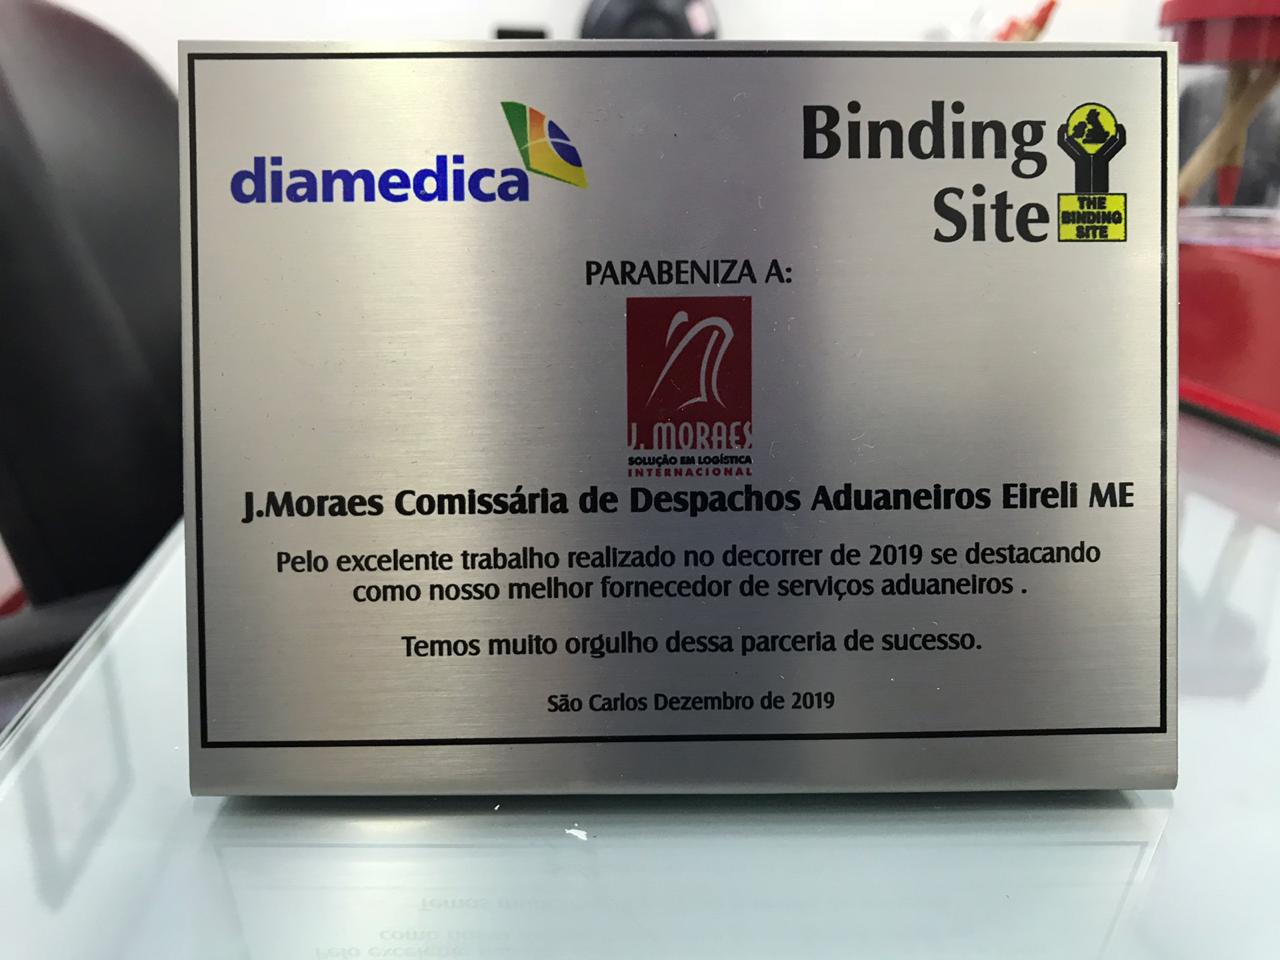 diamedica
Binding
Site
THE
BINDING
SITE
PARABENIZA A:
J. MORAES
SOLUÇÃO EM LOGÍSTICA
INTERNACIONAL
J.Moraes Comissária de Despachos Aduaneiros Eireli ME
Pelo excelente trabalho realizado no decorrer de 2019 se destacando
como nosso melhor fornecedor de serviços aduaneiros .
Temos muito orgulho dessa parceria de sucesso.
São Carlos Dezembro de 2019